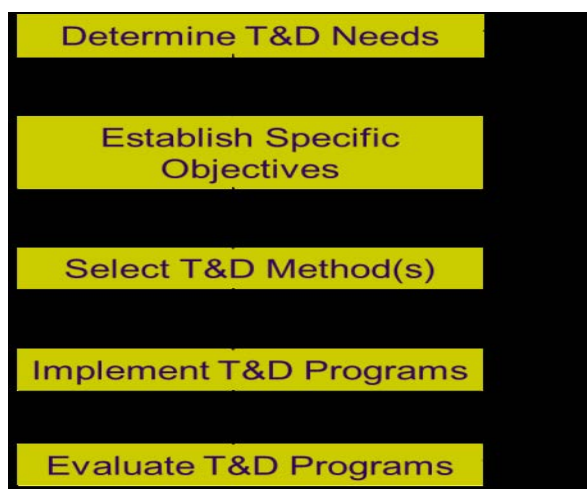 Determine T&D Needs
Establish Specific
Objectives
Select T&D Method(s)
Implement T&D Programs
Evaluate T&D Programs